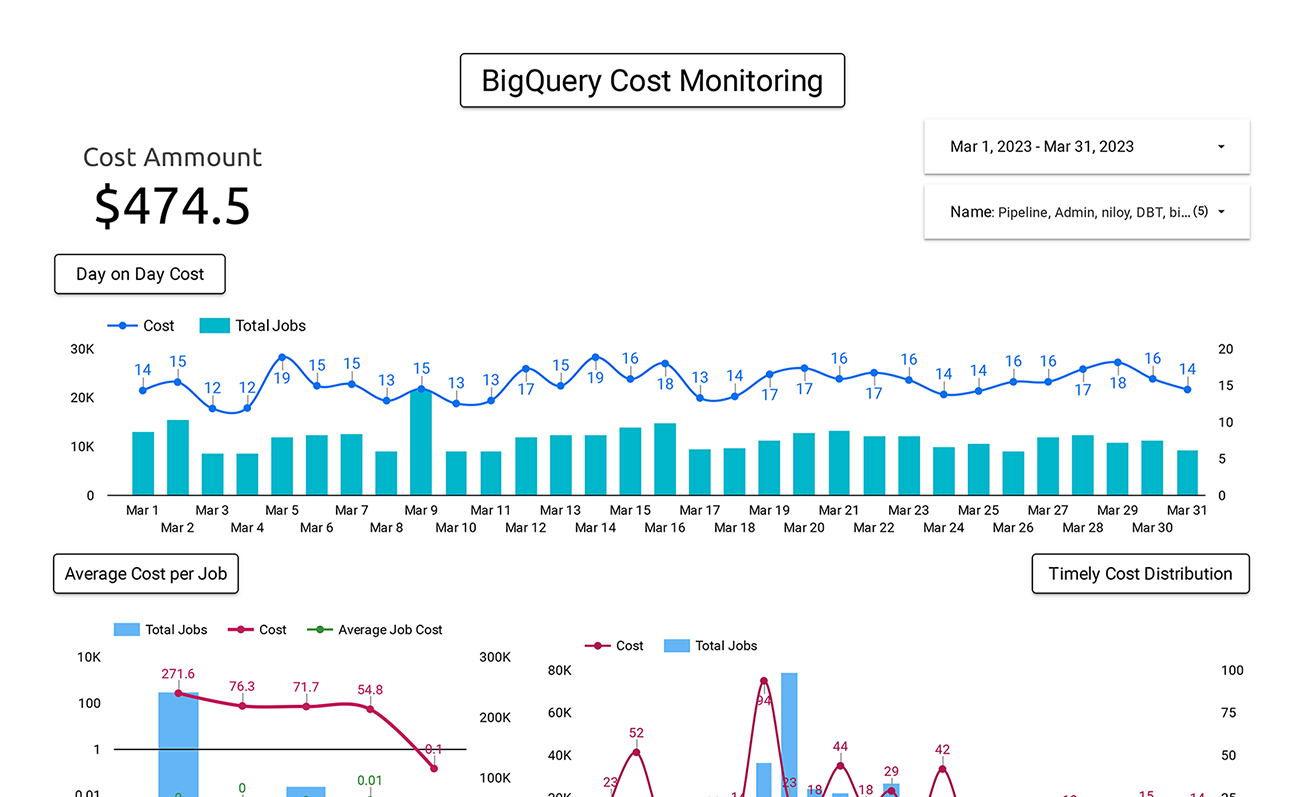 BigQuery Cost Monitoring
Cost Ammount
$474.5
Mar 1, 2023 - Mar 31, 2023
Name: Pipeline, Admin, niloy, DBT, bi... (5)
Day on Day Cost
Cost Total Jobs
30K
20K
10K
0
20
15
10
5
0
14 15 12 12 19 15 15 13 15 13 13 17 15 19 16 18 13 14 17 17 16 17 16 14 14 16 16 17 18 16 14
Mar 1 Mar 3 Mar 5 Mar 7 Mar 9 Mar 11 Mar 13 Mar 15 Mar 17 Mar 19 Mar 21 Mar 23 Mar 25 Mar 27 Mar 29 Mar 31
Mar 2 Mar 4 Mar 6 Mar 8 Mar 10 Mar 12 Mar 14 Mar 16 Mar 18 Mar 20 Mar 22 Mar 24 Mar 26 Mar 28 Mar 30
Average Cost per Job
Timely Cost Distribution
Total Jobs Cost Average Job Cost
10K
100
1
0.01
300K
200K
100K
271.6 76.3 71.7 54.8 0.1
0 0.01
Cost Total Jobs
80K
60K
40K
100
75
50
23 52 94 23 18 44 18 29 42